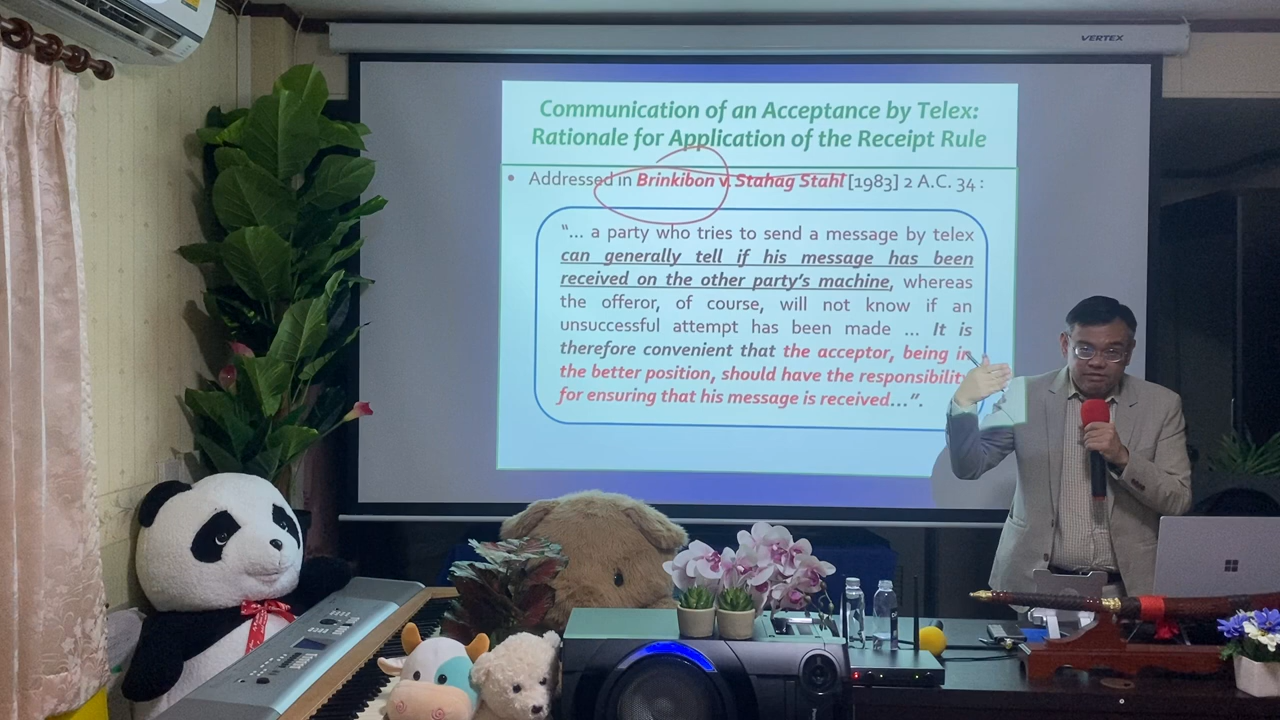 VERTEX
Communication of an Acceptance by Telex:
Rationale for Application of the Receipt Rule
• Addressed in Brinkibon v. Stahag Stahl [1983] 2 A.C. 34 :
“... a party who tries to send a message by telex
can generally tell if his message has been
received on the other party’s machine, whereas
the offeror, of course, will not know if an
unsuccessful attempt has been made ... It is
therefore convenient that the acceptor, being in
the better position, should have the responsibility
for ensuring that his message is received...”.